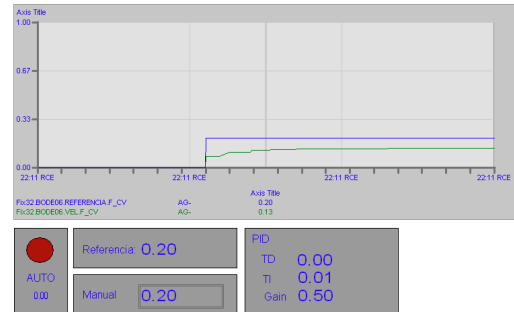 Axis Title
1.00
0.67
0.33
0.00
22:11 RCE 22:11 RCE 22:11 RCE 22:11 RCE
Axis Title
Fix32.BODE06.REFERENCIA.F_CV AG- 0.20
Fix32.BODE06.VEL.F_CV AG- 0.13
AUTO
0.00
Referencia: 0.20
Manual 0.20
PID
TD 0.00
TI 0.01
Gain 0.50